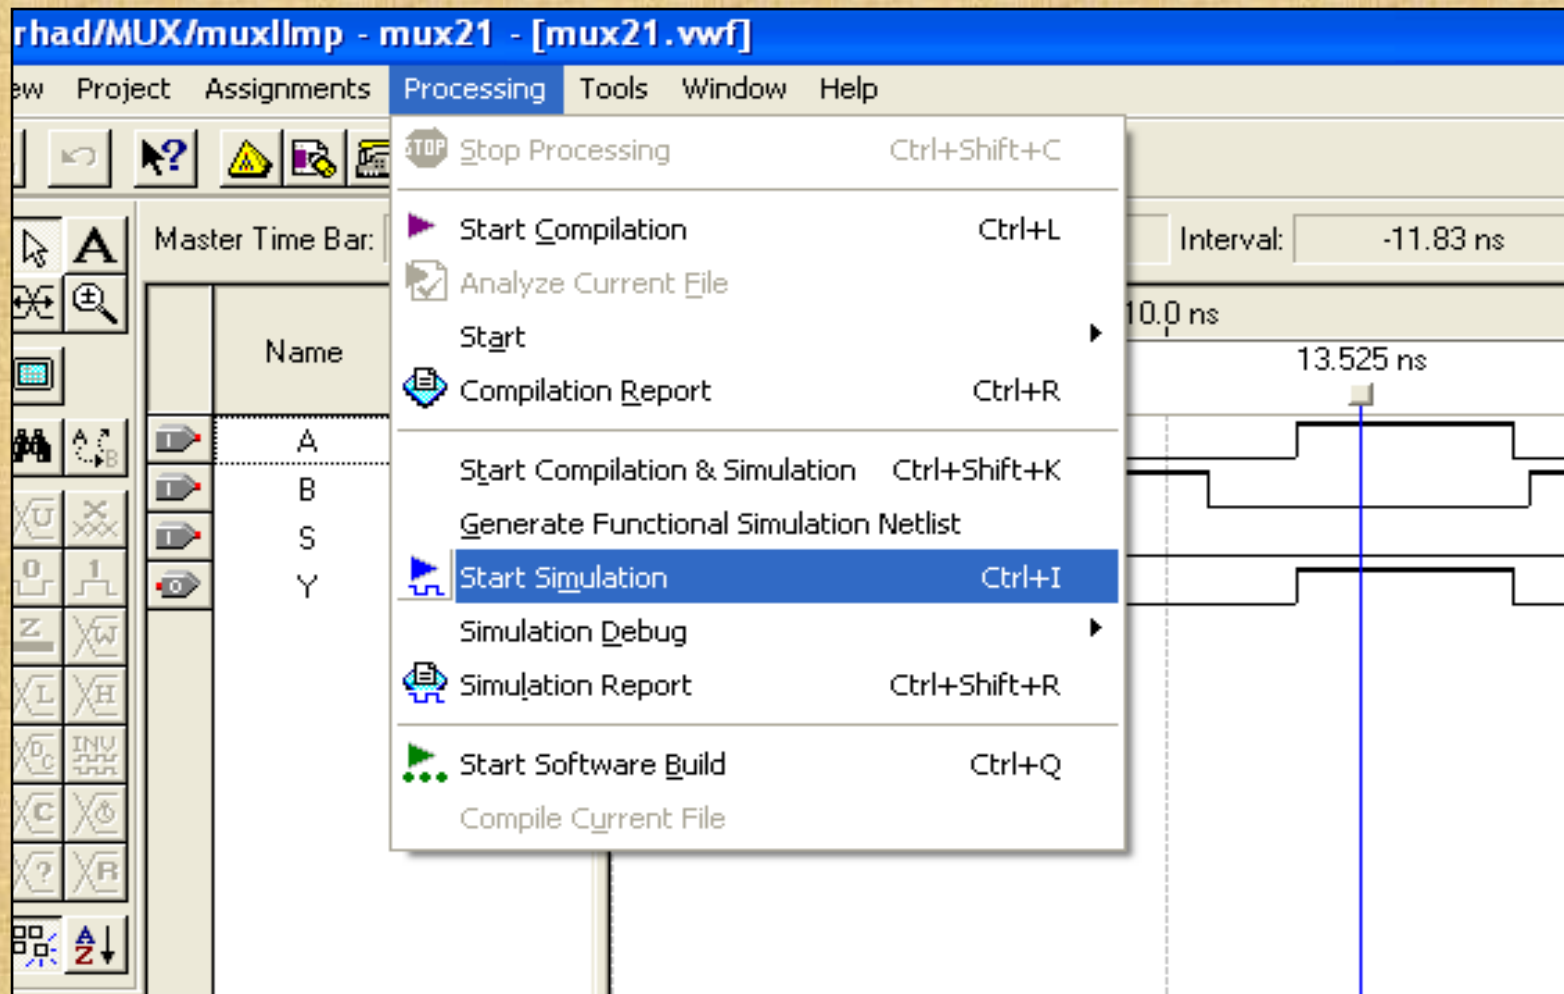 rhad/MUX/muxllmp - mux21 - [mux21.vwf]
ew Project Assignments Processing Tools Window Help
Stop Processing Ctrl+Shift+C
Start Compilation Ctrl+L
Analyze Current File
Start
Compilation Report Ctrl+R
Start Compilation & Simulation Ctrl+Shift+K
Generate Functional Simulation Netlist
Start Simulation Ctrl+I
Simulation Debug
Simulation Report Ctrl+Shift+R
Start Software Build Ctrl+Q
Compile Current File
Master Time Bar: Interval: -11.83 ns
10.0 ns
13.525 ns
Name
A
B
S
Y